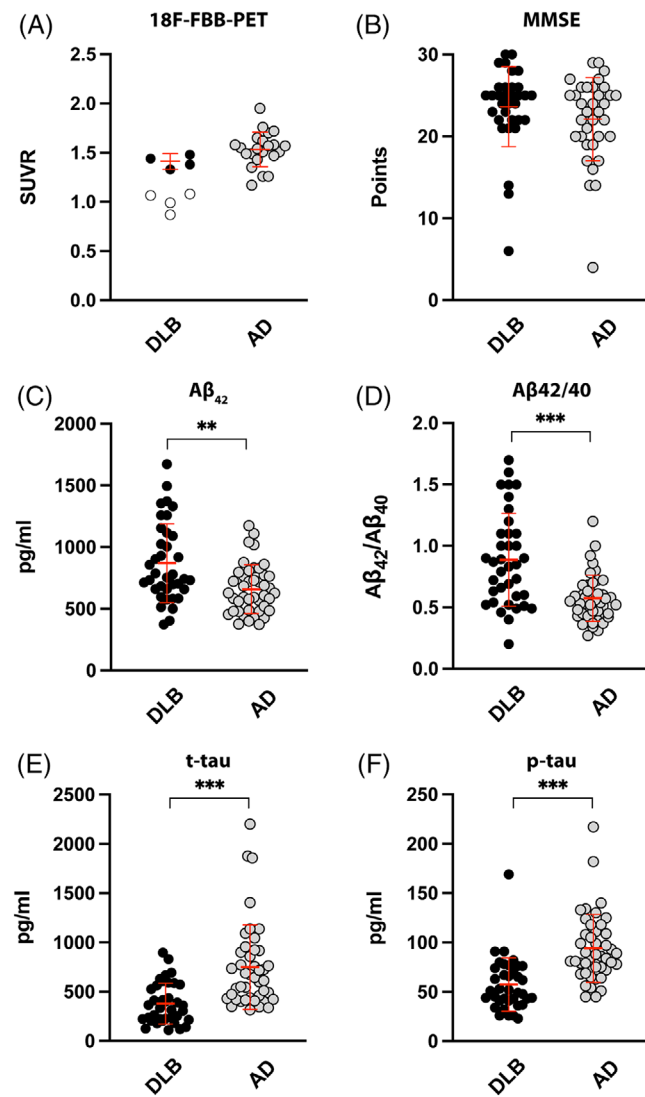 (A) 18F-FBB-PET
SUVR
2.5
2.0
1.5
1.0
0.5
0.0
DLB AD
(B) MMSE
Points
30
20
10
0
DLB AD
(C) Aβ₄₂
**
pg/ml
2000
1500
1000
500
0
DLB AD
(D) Aβ42/40
***
Aβ₄₂/Aβ₄₀
2.0
1.5
1.0
0.5
0.0
DLB AD
(E) t-tau
***
pg/ml
2500
2000
1500
1000
500
0
DLB AD
(F) p-tau
***
pg/ml
250
200
150
100
50
0
DLB AD